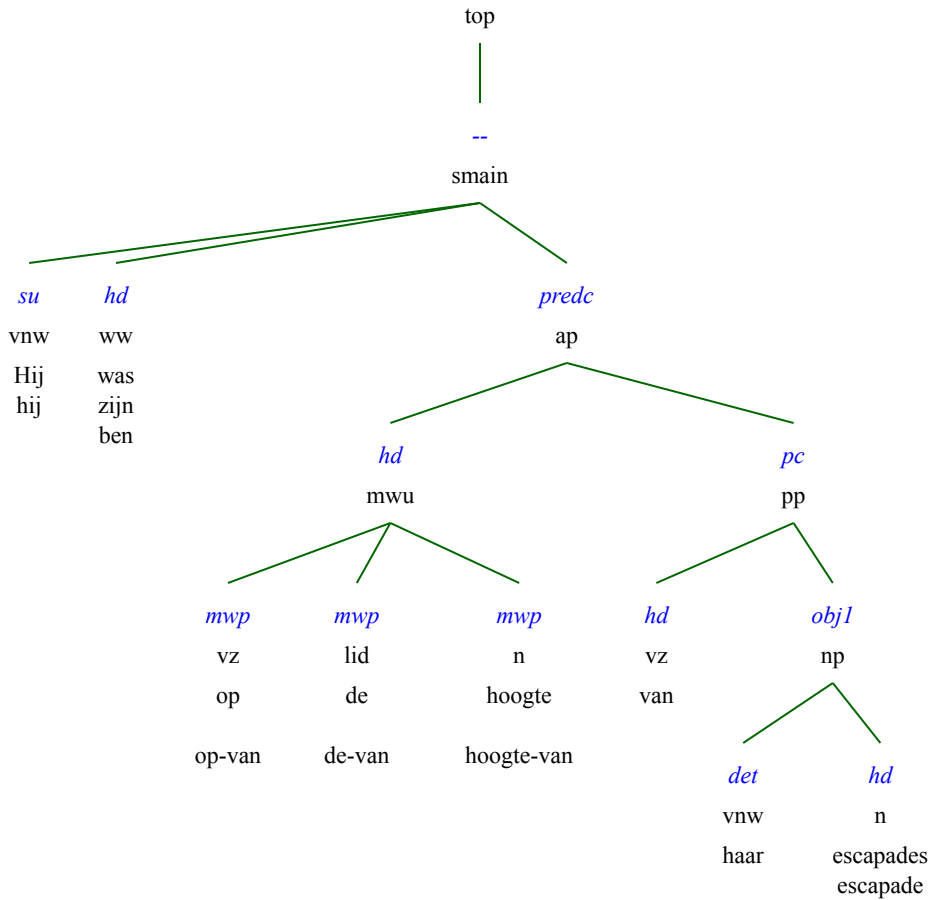 top
--
smain
su hd predc
vnw ww ap
Hij was
hij zijn
ben
hd pc
mwu pp
mwp mwp mwp hd obj1
vz lid n vz np
op de hoogte van
op-van de-van hoogte-van
det hd
vnw n
haar escapades
escapade